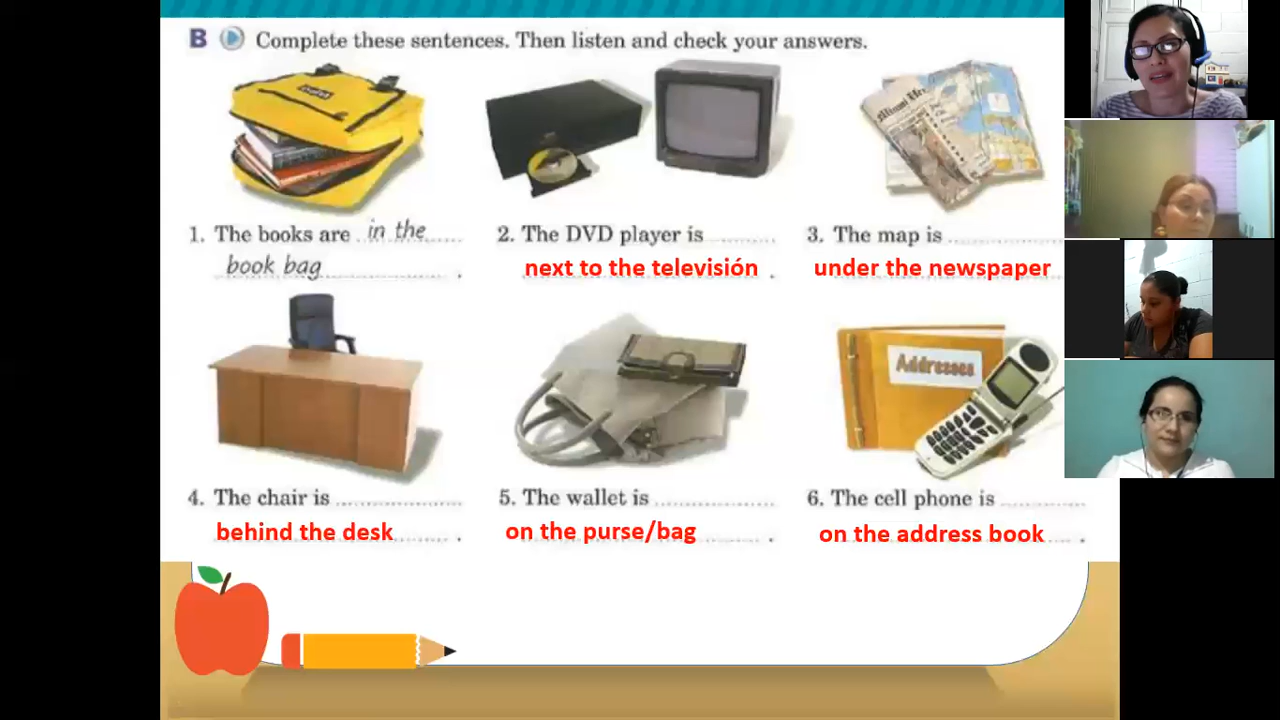 B Complete these sentences. Then listen and check your answers.
1. The books are in the
book bag .
2. The DVD player is
next to the televisión .
3. The map is
under the newspaper
4. The chair is
behind the desk .
5. The wallet is
on the purse/bag .
6. The cell phone is
on the address book .
Addresses